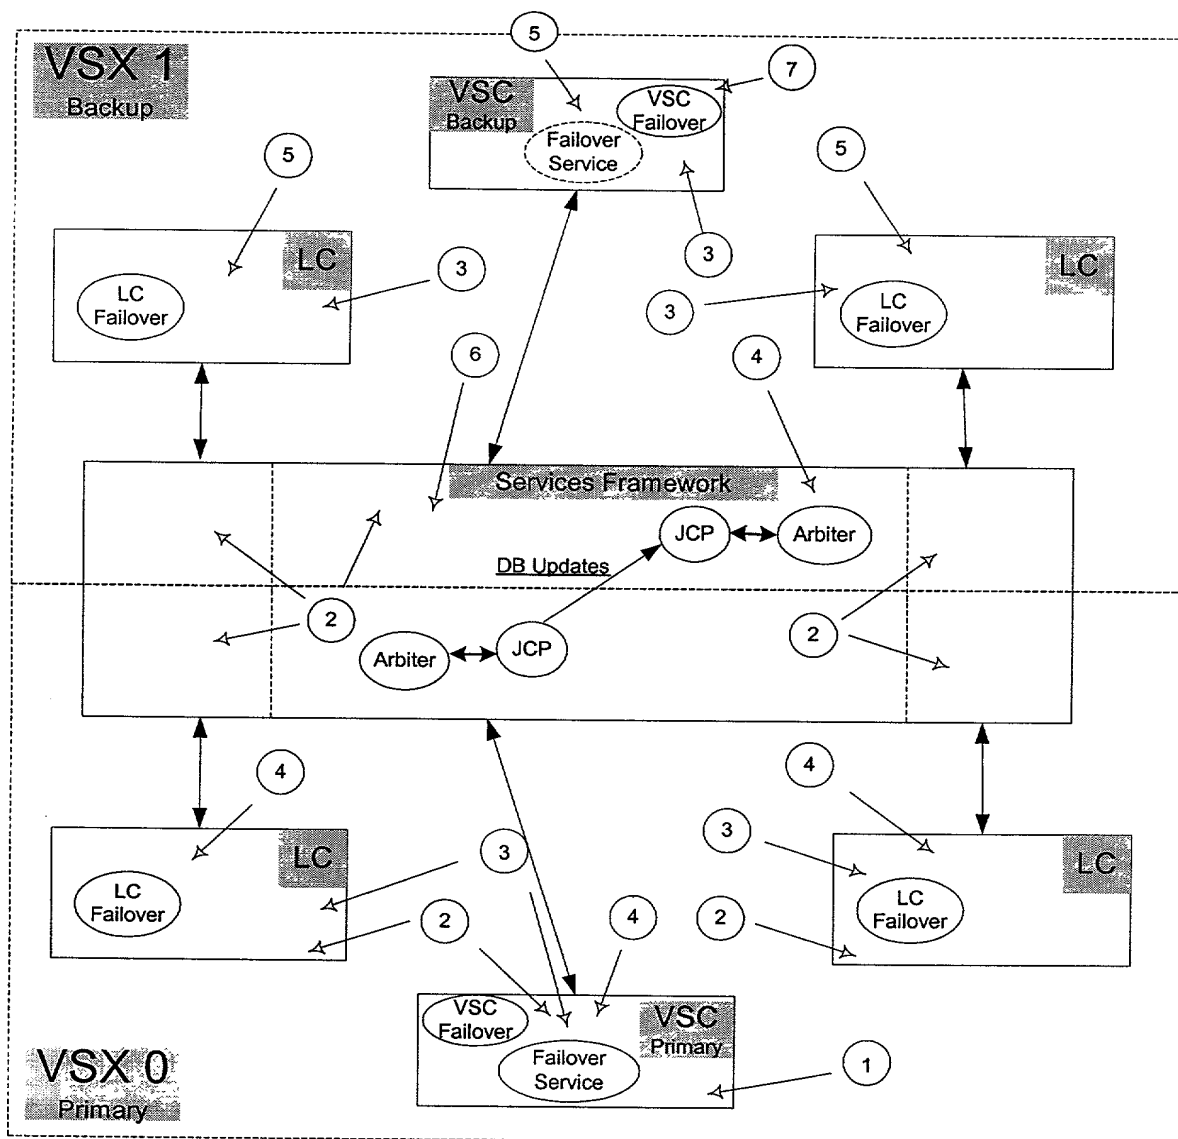 5
VSX 1
Backup
VSC
Backup
VSC
Failover
7
Failover
Service
5
5
3
LC
3
LC
LC
Failover
3
LC
Failover
6
4
Services Framework
JCP
Arbiter
DB Updates
2
2
Arbiter
JCP
4
4
LC
3
3
LC
LC
Failover
2
4
2
LC
Failover
VSC
Failover
VSC
Primary
Failover
Service
1
VSX 0
Primary